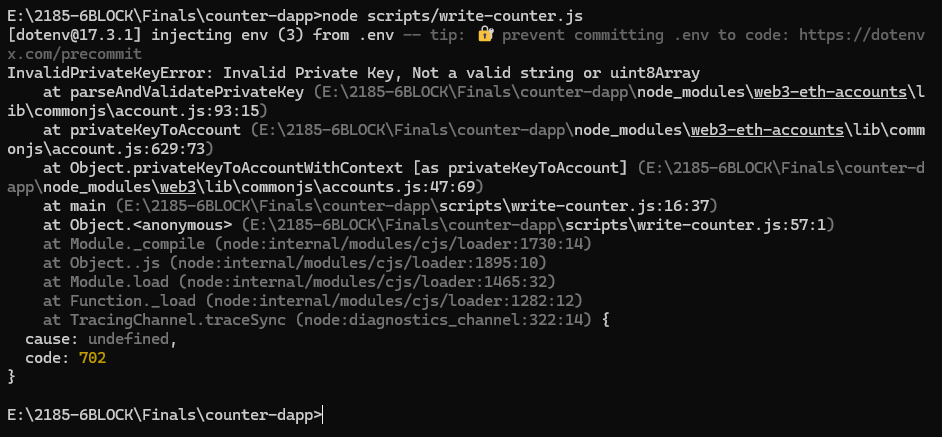 E:\2185-6BLOCK\Finals\counter-dapp>node scripts/write-counter.js
[dotenv@17.3.1] injecting env (3) from .env -- tip: 🔐 prevent committing .env to code: https://dotenv
x.com/precommit
InvalidPrivateKeyError: Invalid Private Key, Not a valid string or uint8Array
    at parseAndValidatePrivateKey (E:\2185-6BLOCK\Finals\counter-dapp\node_modules\web3-eth-accounts\l
ib\commonjs\account.js:93:15)
    at privateKeyToAccount (E:\2185-6BLOCK\Finals\counter-dapp\node_modules\web3-eth-accounts\lib\comm
onjs\account.js:629:73)
    at Object.privateKeyToAccountWithContext [as privateKeyToAccount] (E:\2185-6BLOCK\Finals\counter-d
app\node_modules\web3\lib\commonjs\accounts.js:47:69)
    at main (E:\2185-6BLOCK\Finals\counter-dapp\scripts\write-counter.js:16:37)
    at Object.<anonymous> (E:\2185-6BLOCK\Finals\counter-dapp\scripts\write-counter.js:57:1)
    at Module._compile (node:internal/modules/cjs/loader:1730:14)
    at Object..js (node:internal/modules/cjs/loader:1895:10)
    at Module.load (node:internal/modules/cjs/loader:1465:32)
    at Function._load (node:internal/modules/cjs/loader:1282:12)
    at TracingChannel.traceSync (node:diagnostics_channel:322:14) {
  cause: undefined,
  code: 702
}
E:\2185-6BLOCK\Finals\counter-dapp>